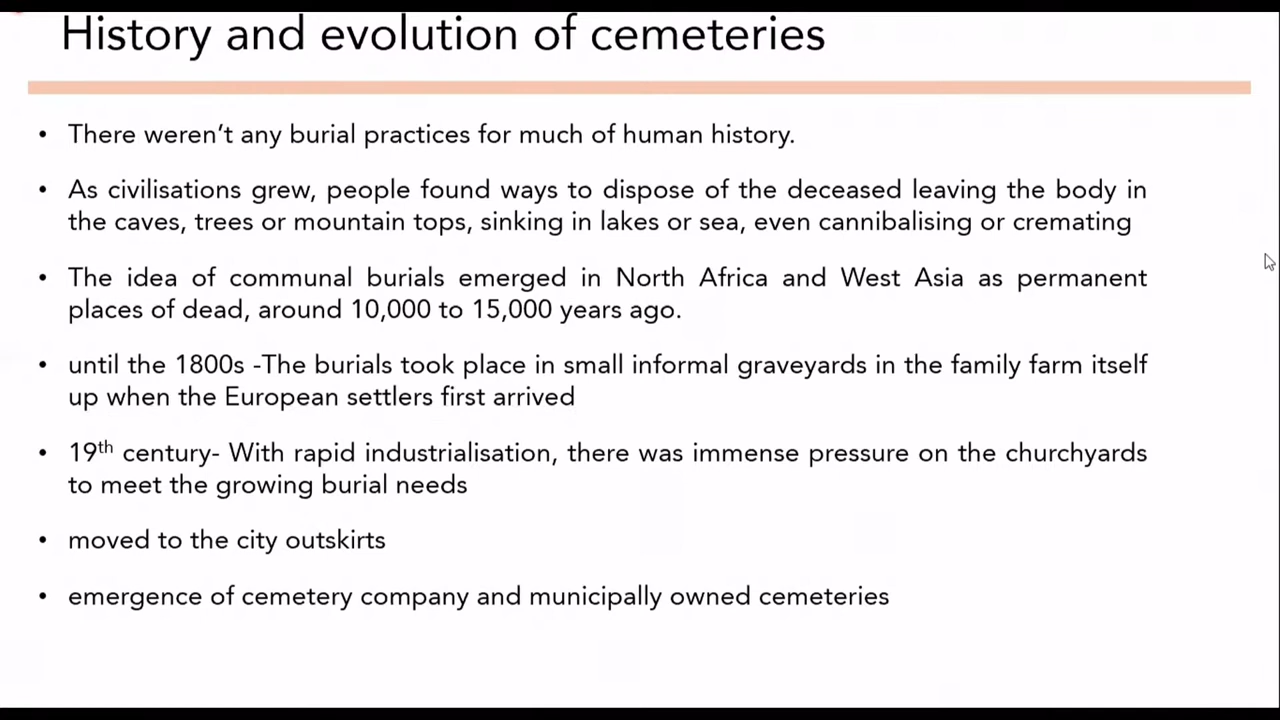 History and evolution of cemeteries
• There weren't any burial practices for much of human history.
• As civilisations grew, people found ways to dispose of the deceased leaving the body in
the caves, trees or mountain tops, sinking in lakes or sea, even cannibalising or cremating
• The idea of communal burials emerged in North Africa and West Asia as permanent
places of dead, around 10,000 to 15,000 years ago.
• until the 1800s -The burials took place in small informal graveyards in the family farm itself
up when the European settlers first arrived
• 19th century- With rapid industrialisation, there was immense pressure on the churchyards
to meet the growing burial needs
• moved to the city outskirts
• emergence of cemetery company and municipally owned cemeteries